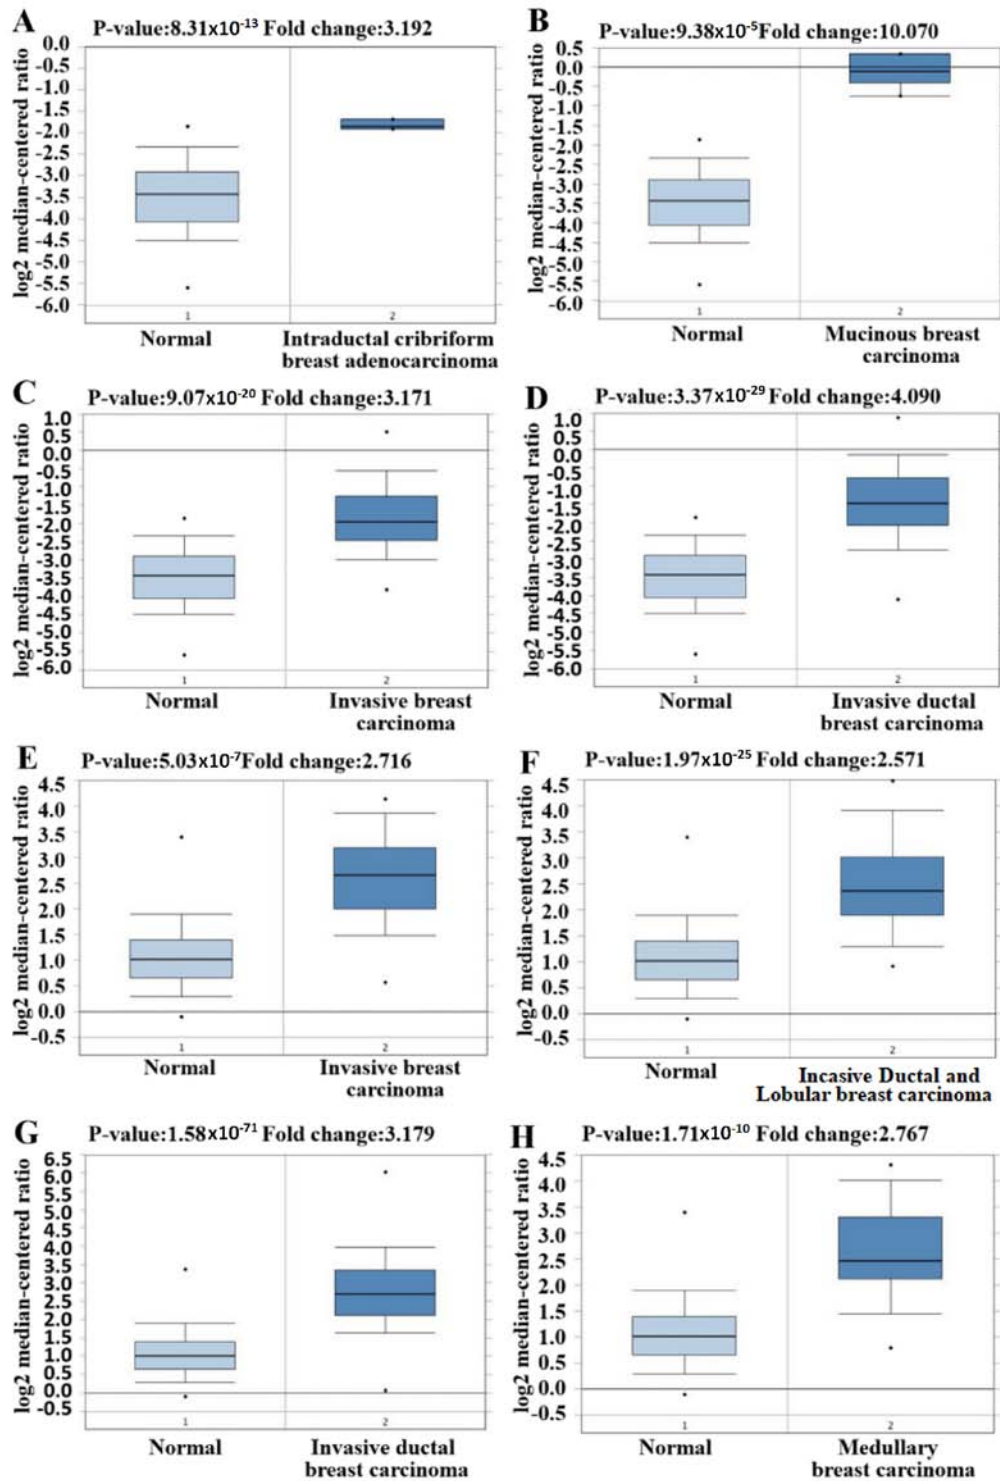 A
P-value:8.31x10⁻¹³ Fold change:3.192
log2 median-centered ratio
0.0
-0.5
-1.0
-1.5
-2.0
-2.5
-3.0
-3.5
-4.0
-4.5
-5.0
-5.5
-6.0
1
2
Normal
Intraductal cribriform
breast adenocarcinoma
B
P-value:9.38x10⁻⁵Fold change:10.070
log2 median-centered ratio
0.5
0.0
-0.5
-1.0
-1.5
-2.0
-2.5
-3.0
-3.5
-4.0
-4.5
-5.0
-5.5
-6.0
1
2
Normal
Mucinous breast
carcinoma
C
P-value:9.07x10⁻²⁰ Fold change:3.171
log2 median-centered ratio
1.0
0.5
0.0
-0.5
-1.0
-1.5
-2.0
-2.5
-3.0
-3.5
-4.0
-4.5
-5.0
-5.5
-6.0
1
2
Normal
Invasive breast
carcinoma
D
P-value:3.37x10⁻²⁹ Fold change:4.090
log2 median-centered ratio
1.0
0.5
0.0
-0.5
-1.0
-1.5
-2.0
-2.5
-3.0
-3.5
-4.0
-4.5
-5.0
-5.5
-6.0
1
2
Normal
Invasive ductal
breast carcinoma
E
P-value:5.03x10⁻⁷Fold change:2.716
log2 median-centered ratio
4.5
4.0
3.5
3.0
2.5
2.0
1.5
1.0
0.5
0.0
-0.5
1
2
Normal
Invasive breast
carcinoma
F
P-value:1.97x10⁻²⁵ Fold change:2.571
log2 median-centered ratio
4.5
4.0
3.5
3.0
2.5
2.0
1.5
1.0
0.5
0.0
-0.5
1
2
Normal
Incasive Ductal and
Lobular breast carcinoma
G
P-value:1.58x10⁻⁷¹ Fold change:3.179
log2 median-centered ratio
6.5
6.0
5.5
5.0
4.5
4.0
3.5
3.0
2.5
2.0
1.5
1.0
0.5
0.0
-0.5
1
2
Normal
Invasive ductal
breast carcinoma
H
P-value:1.71x10⁻¹⁰ Fold change:2.767
log2 median-centered ratio
4.5
4.0
3.5
3.0
2.5
2.0
1.5
1.0
0.5
0.0
-0.5
1
2
Normal
Medullary
breast carcinoma